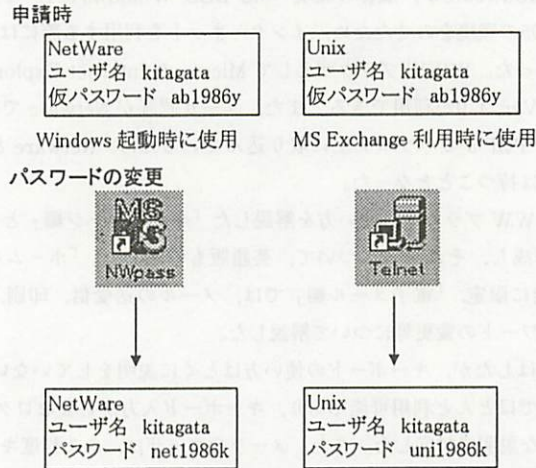 申請時
NetWare
ユーザ名 kitagata
仮パスワード ab1986y
Unix
ユーザ名 kitagata
仮パスワード ab1986y
Windows 起動時に使用
MS Exchange 利用時に使用
パスワードの変更
MS
NWpass
Telnet
NetWare
ユーザ名 kitagata
パスワード net1986k
Unix
ユーザ名 kitagata
パスワード uni1986k